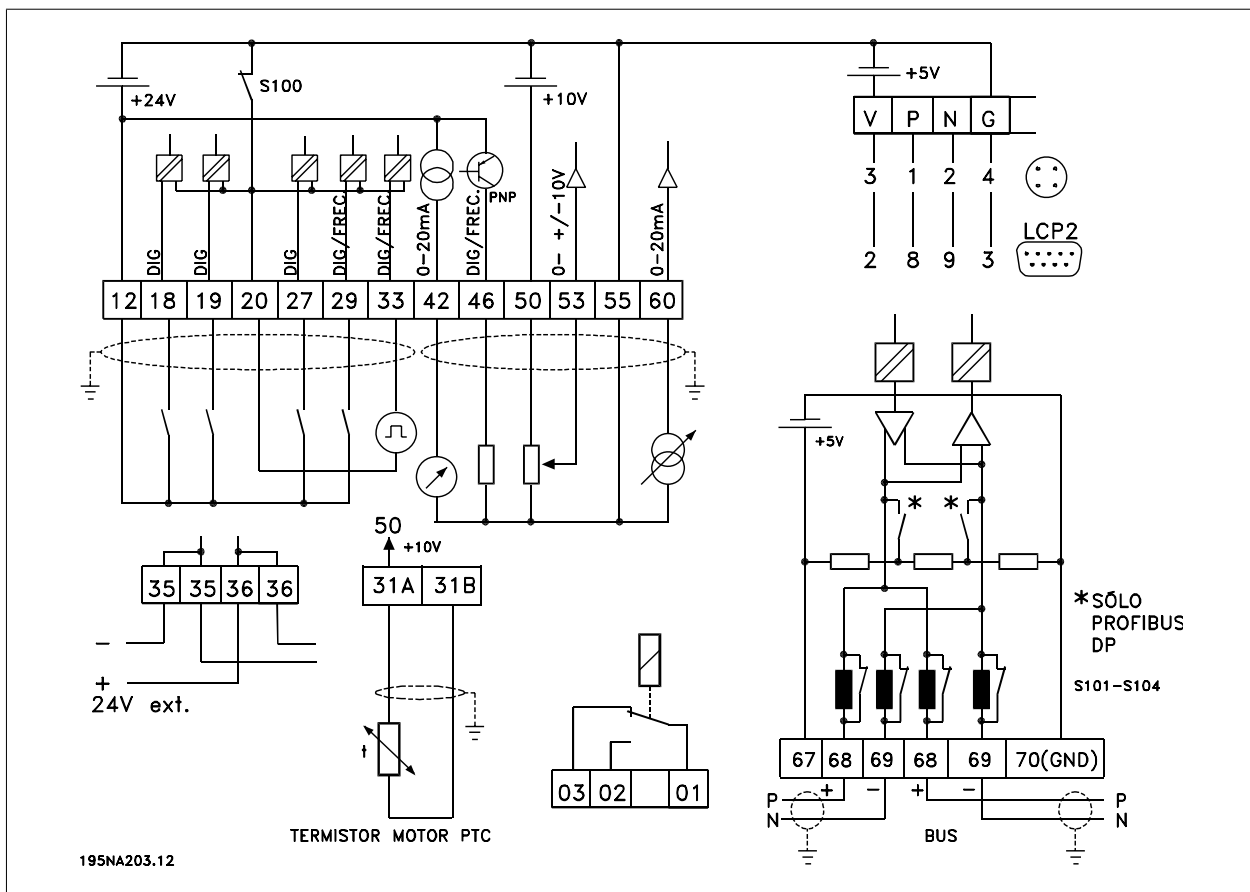 +24V
S100
+10V
+5V
V P N G
3 1 2 4
LCP2
2 8 9 3
DIG
DIG
DIG
DIG/FREC.
DIG/FREC.
0-20mA
DIG/FREC.
PNP
0- +/-10V
0-20mA
12 18 19 20 27 29 33 42 46 50 53 55 60
+5V
* *
50
+10V
35 35 36 36
31A 31B
-
+
24V ext.
t
*SÓLO
PROFIBUS
DP
S101-S104
03 02 01
67 68 69 68 69 70(GND)
+ - + -
P P
N N
BUS
TERMISTOR MOTOR PTC
195NA203.12